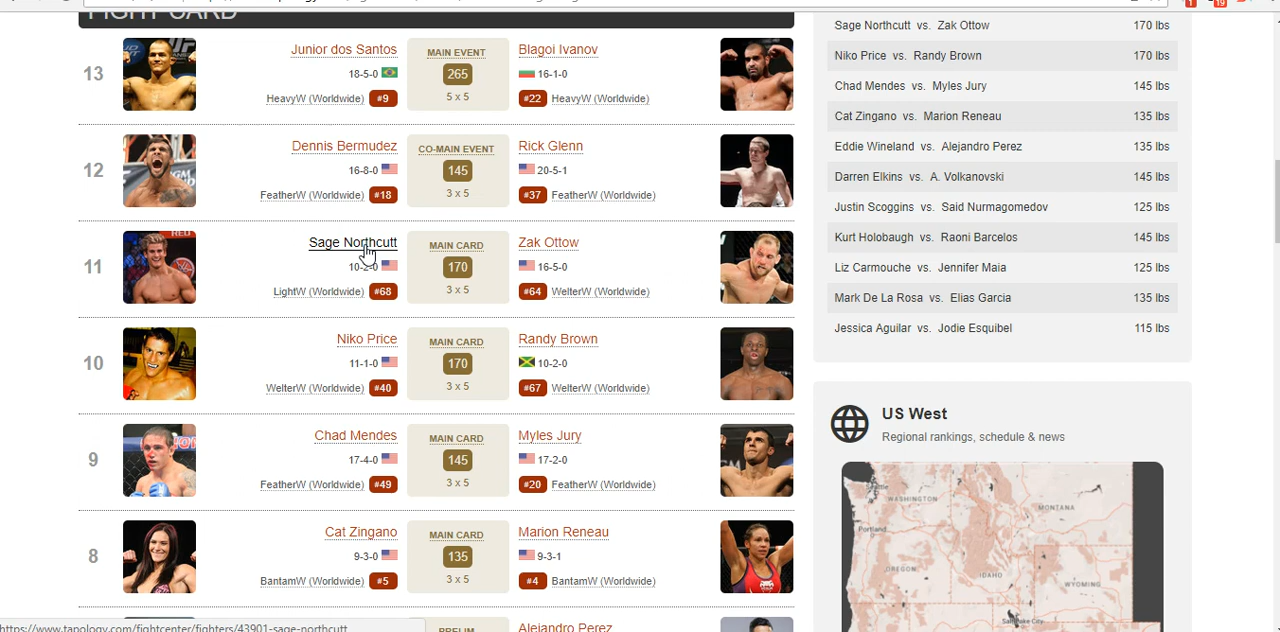 FIGHT CARD
13
Junior dos Santos
18-5-0
HeavyW (Worldwide) #9
MAIN EVENT
265
5 x 5
Blagoi Ivanov
16-1-0
#22 HeavyW (Worldwide)
12
Dennis Bermudez
16-8-0
FeatherW (Worldwide) #18
CO-MAIN EVENT
145
3 x 5
Rick Glenn
20-5-1
#37 FeatherW (Worldwide)
11
Sage Northcutt
10-2-0
LightW (Worldwide) #68
MAIN CARD
170
3 x 5
Zak Ottow
16-5-0
#64 WelterW (Worldwide)
10
Niko Price
11-1-0
WelterW (Worldwide) #40
MAIN CARD
170
3 x 5
Randy Brown
10-2-0
#67 WelterW (Worldwide)
9
Chad Mendes
17-4-0
FeatherW (Worldwide) #49
MAIN CARD
145
3 x 5
Myles Jury
17-2-0
#20 FeatherW (Worldwide)
8
Cat Zingano
9-3-0
BantamW (Worldwide) #5
MAIN CARD
135
3 x 5
Marion Reneau
9-3-1
#4 BantamW (Worldwide)
PRELIM
Alejandro Perez
https://www.tapology.com/fightcenter/fighters/43901-sage-northcutt
1
19
Sage Northcutt vs. Zak Ottow 170 lbs
Niko Price vs. Randy Brown 170 lbs
Chad Mendes vs. Myles Jury 145 lbs
Cat Zingano vs. Marion Reneau 135 lbs
Eddie Wineland vs. Alejandro Perez 135 lbs
Darren Elkins vs. A. Volkanovski 145 lbs
Justin Scoggins vs. Said Nurmagomedov 125 lbs
Kurt Holobaugh vs. Raoni Barcelos 145 lbs
Liz Carmouche vs. Jennifer Maia 125 lbs
Mark De La Rosa vs. Elias Garcia 135 lbs
Jessica Aguilar vs. Jodie Esquibel 115 lbs
US West
Regional rankings, schedule & news
Seattle
WASHINGTON
MONTANA
Portland
OREGON
IDAHO
WYOMING
Salt Lake City